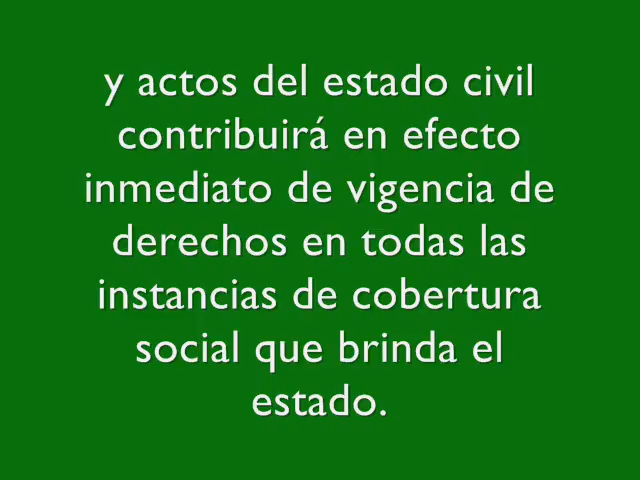 y actos del estado civil
contribuirá en efecto
inmediato de vigencia de
derechos en todas las
instancias de cobertura
social que brinda el
estado.